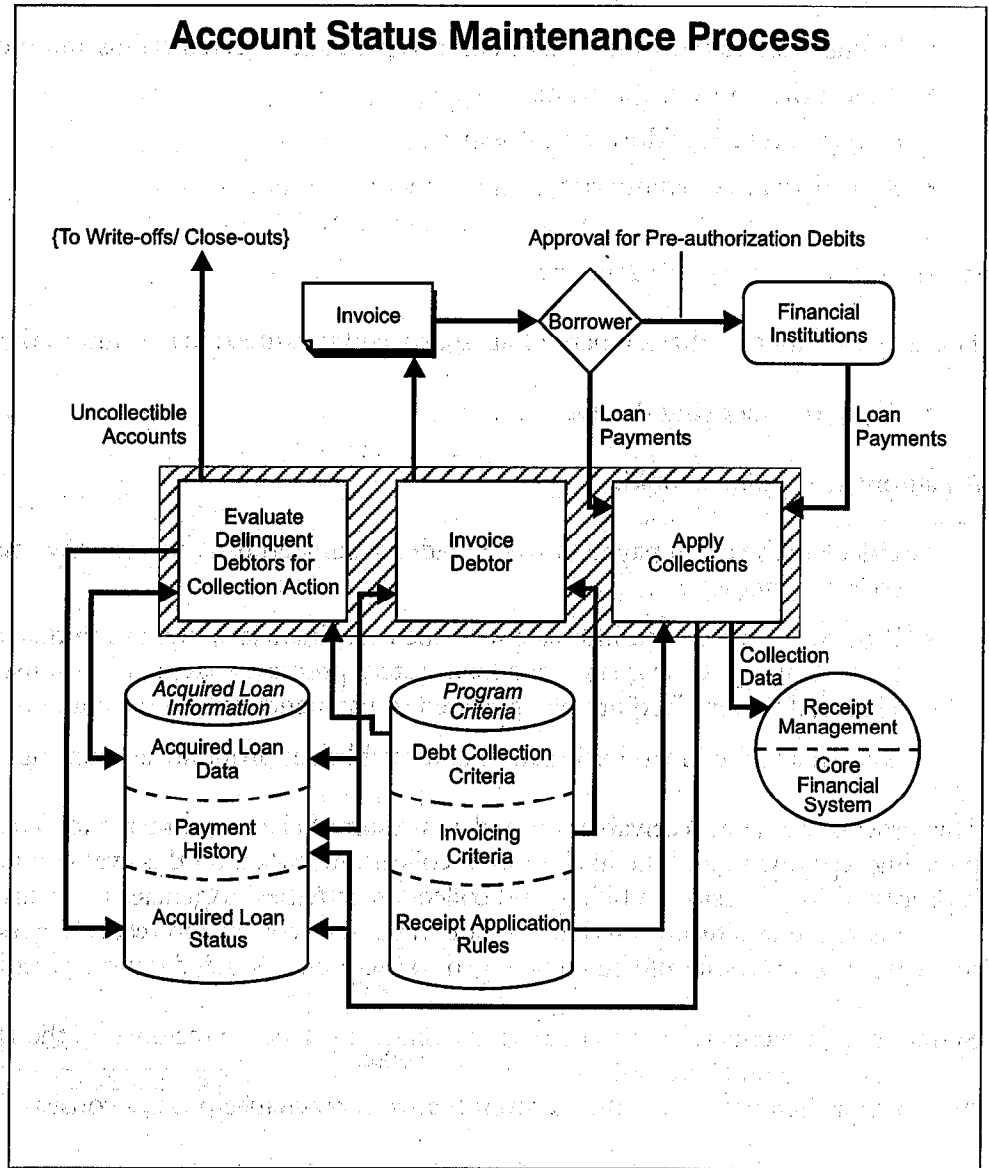 Account Status Maintenance Process
{To Write-offs/ Close-outs}
Approval for Pre-authorization Debits
Invoice
Borrower
Financial
Institutions
Uncollectible
Accounts
Loan
Payments
Loan
Payments
Evaluate
Delinquent
Debtors for
Collection Action
Invoice
Debtor
Apply
Collections
Collection
Data
Acquired Loan
Information
Acquired Loan
Data
Payment
History
Acquired Loan
Status
Program
Criteria
Debt Collection
Criteria
Invoicing
Criteria
Receipt Application
Rules
Receipt
Management
Core
Financial
System